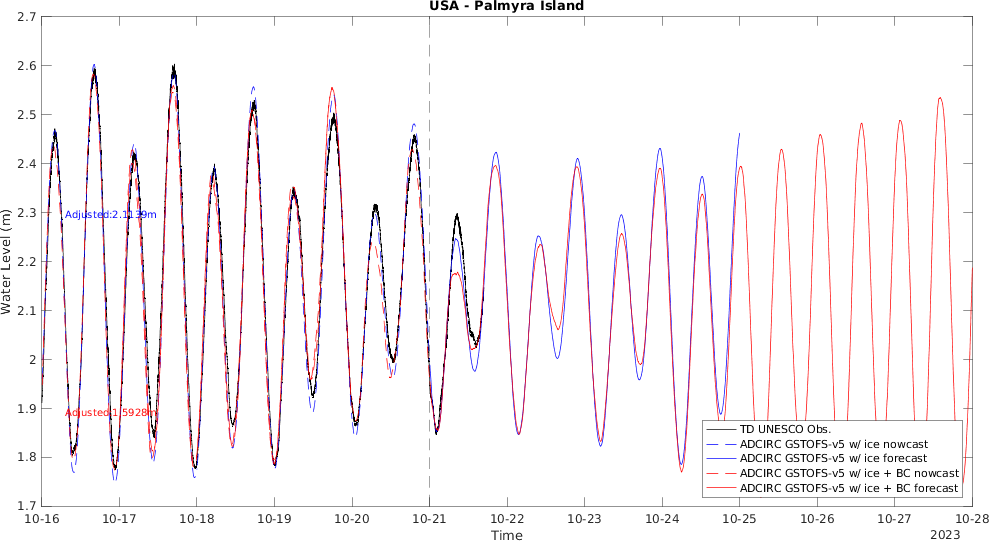 USA - Palmyra Island
2.7
2.6
2.5
2.4
2.3
2.2
2.1
2
1.9
1.8
1.7
Water Level (m)
Adjusted:2.1139m
Adjusted:1.5928m
TD UNESCO Obs.
ADCIRC GSTOFS-v5 w/ ice nowcast
ADCIRC GSTOFS-v5 w/ ice forecast
ADCIRC GSTOFS-v5 w/ ice + BC nowcast
ADCIRC GSTOFS-v5 w/ ice + BC forecast
10-16 10-17 10-18 10-19 10-20 10-21 10-22 10-23 10-24 10-25 10-26 10-27 10-28
Time
2023